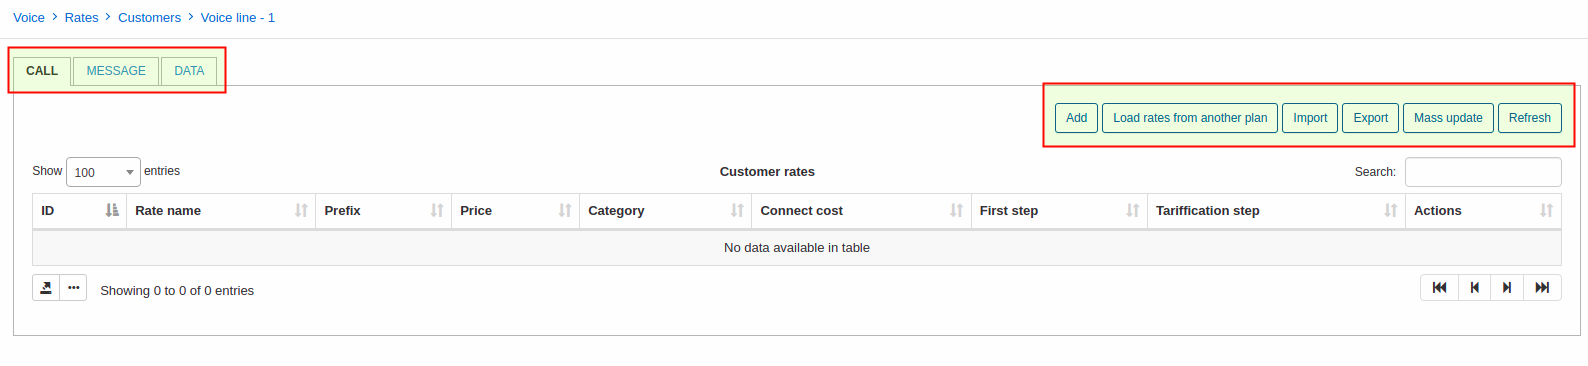 Voice > Rates > Customers > Voice line - 1
CALL MESSAGE DATA
Add Load rates from another plan Import Export Mass update Refresh
Show 100 entries Customer rates Search:
ID Rate name Prefix Price Category Connect cost First step Tariffication step Actions
No data available in table
Showing 0 to 0 of 0 entries